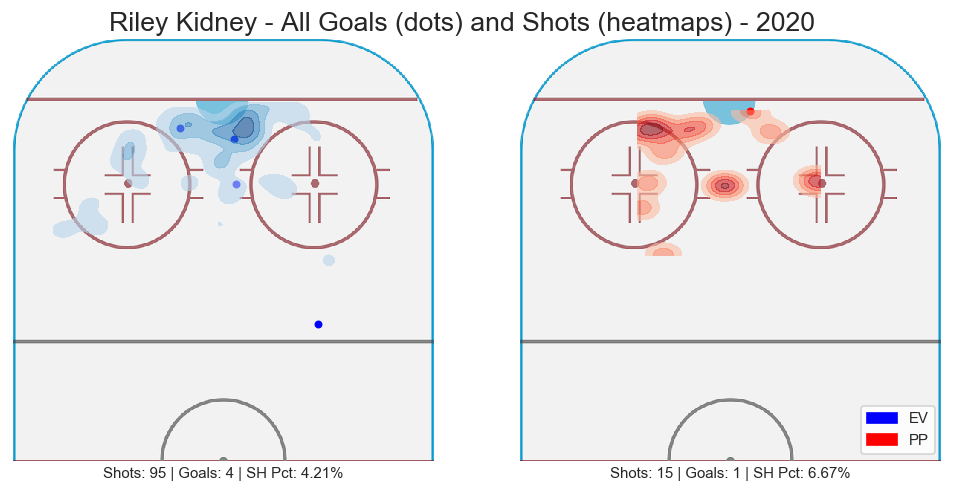 Riley Kidney - All Goals (dots) and Shots (heatmaps) - 2020
EV
PP
Shots: 95 | Goals: 4 | SH Pct: 4.21%
Shots: 15 | Goals: 1 | SH Pct: 6.67%